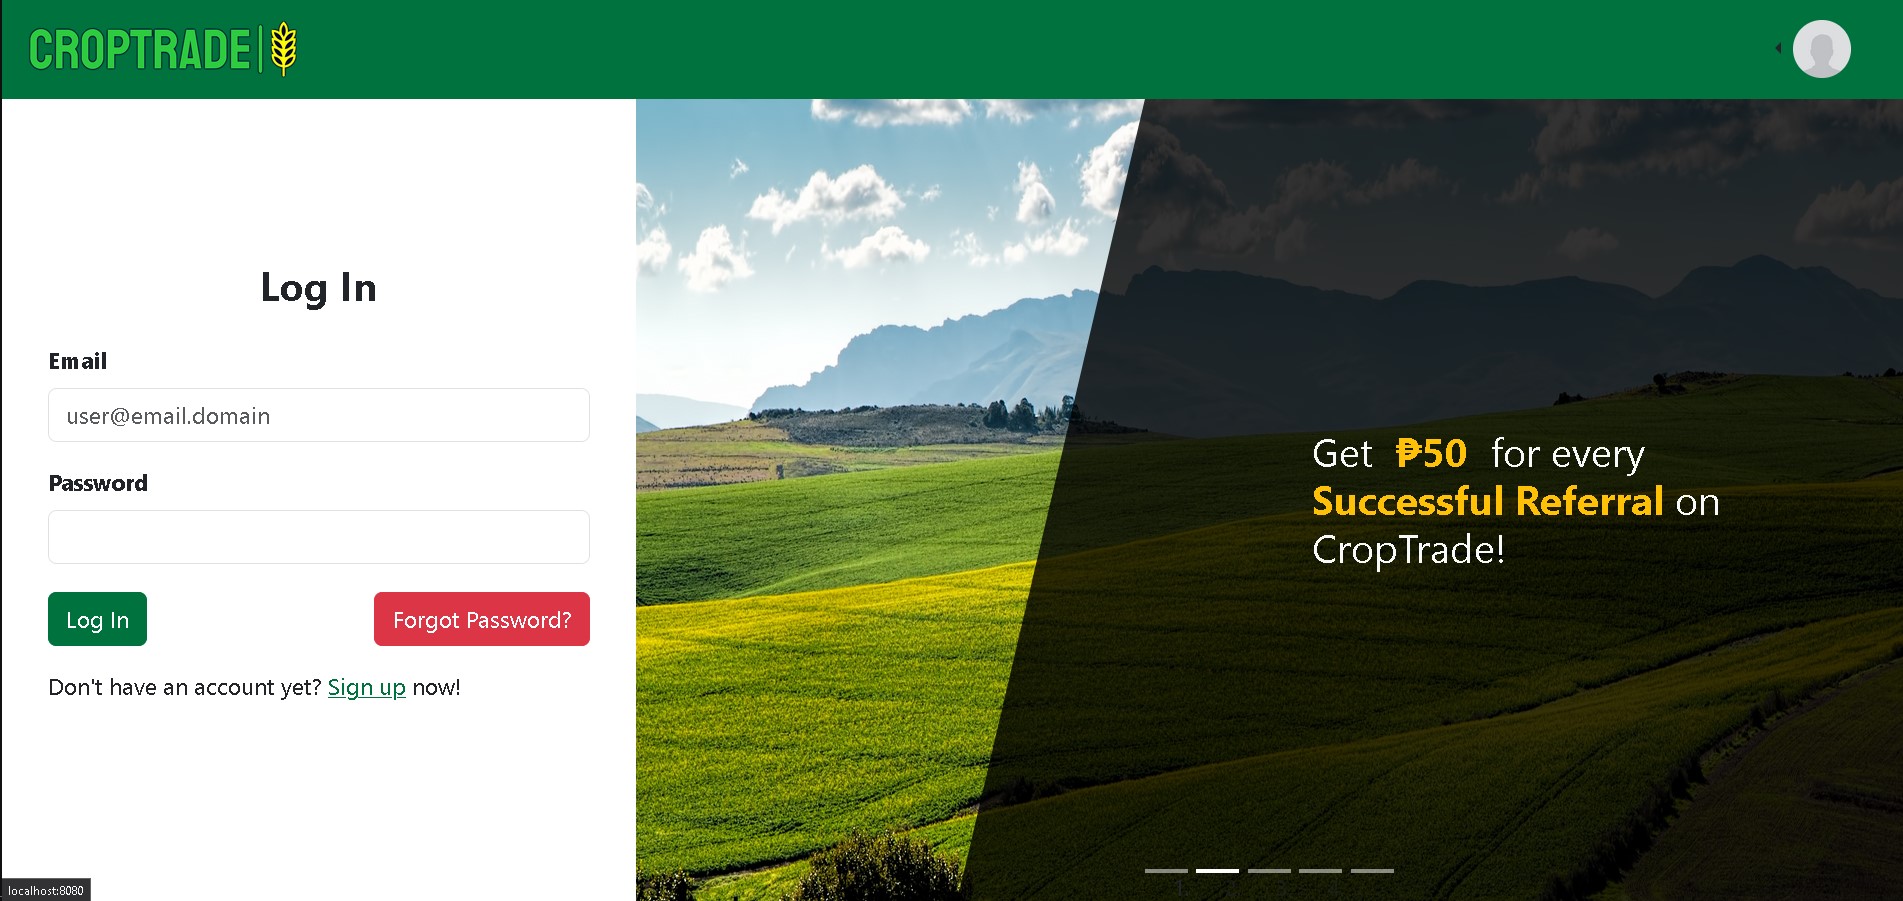 CROPTRADE
Log In
Email
user@email.domain
Password
Log In
Forgot Password?
Don't have an account yet? Sign up now!
Get ₱50 for every
Successful Referral on
CropTrade!
localhost:8080